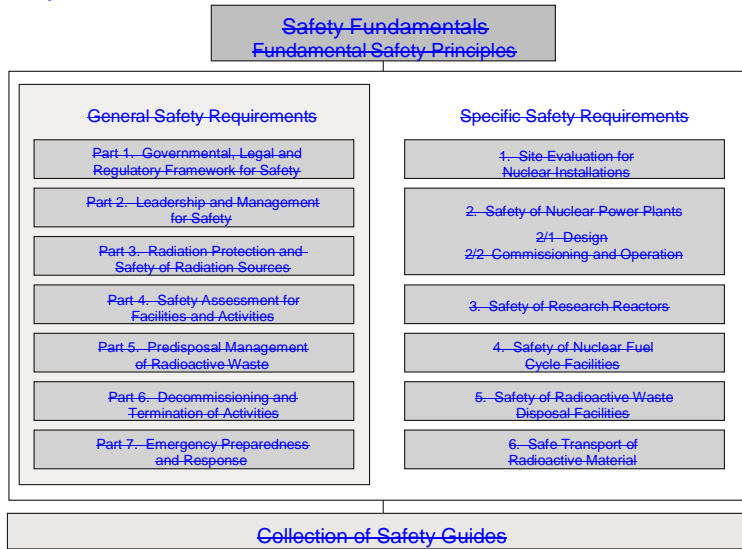 Safety Fundamentals
Fundamental Safety Principles
General Safety Requirements
Part 1. Governmental, Legal and
Regulatory Framework for Safety
Part 2. Leadership and Management
for Safety
Part 3. Radiation Protection and
Safety of Radiation Sources
Part 4. Safety Assessment for
Facilities and Activities
Part 5. Predisposal Management
of Radioactive Waste
Part 6. Decommissioning and
Termination of Activities
Part 7. Emergency Preparedness
and Response
Specific Safety Requirements
1. Site Evaluation for
Nuclear Installations
2. Safety of Nuclear Power Plants
2/1 Design
2/2 Commissioning and Operation
3. Safety of Research Reactors
4. Safety of Nuclear Fuel
Cycle Facilities
5. Safety of Radioactive Waste
Disposal Facilities
6. Safe Transport of
Radioactive Material
Collection of Safety Guides